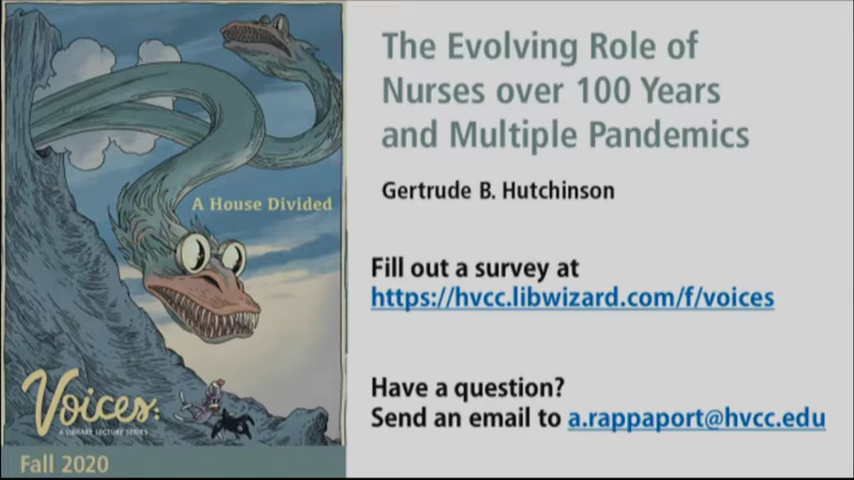 A House Divided
Voices:
A LIBRARY LECTURE SERIES
Fall 2020
The Evolving Role of
Nurses over 100 Years
and Multiple Pandemics
Gertrude B. Hutchinson
Fill out a survey at
https://hvcc.libwizard.com/f/voices
Have a question?
Send an email to a.rappaport@hvcc.edu